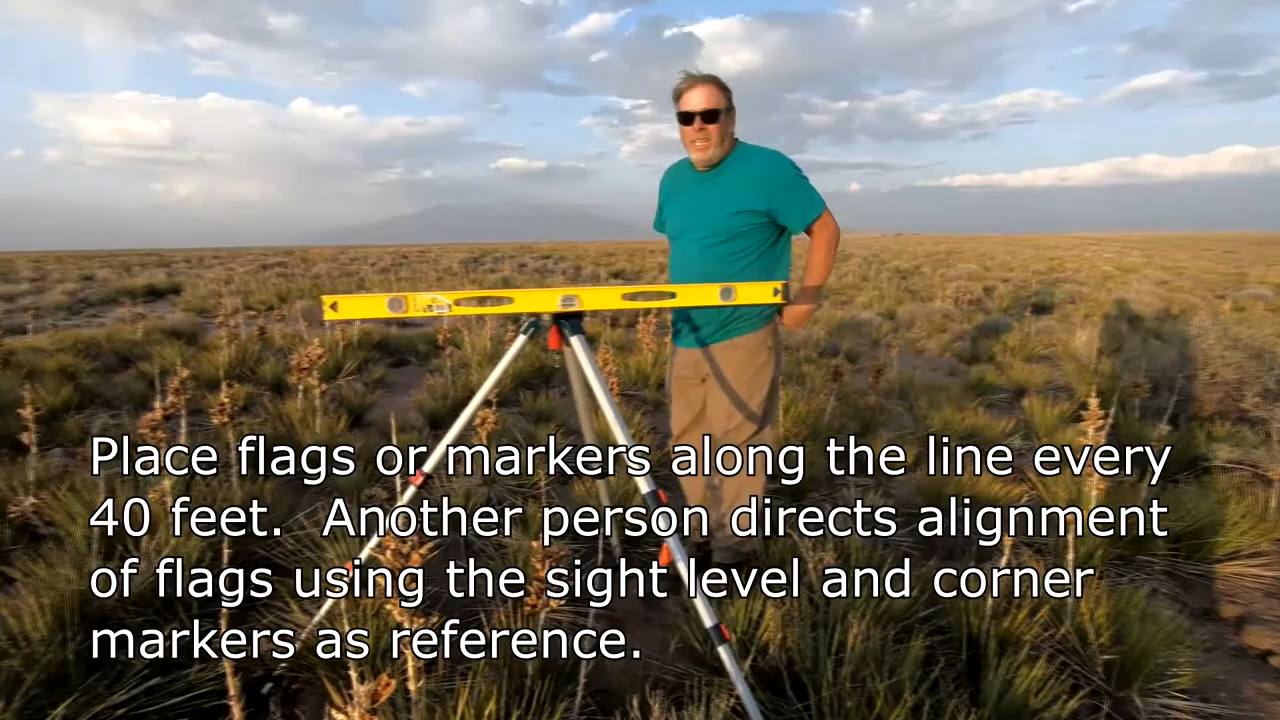 Place flags or markers along the line every
40 feet.  Another person directs alignment
of flags using the sight level and corner
markers as reference.